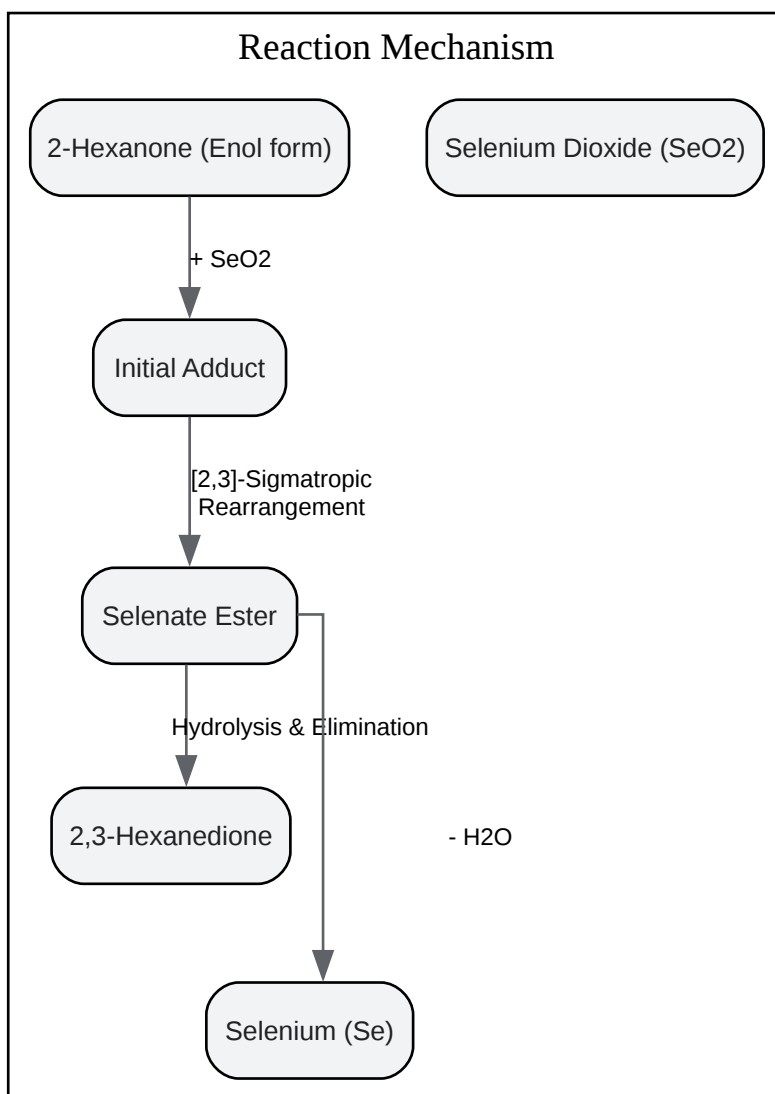 Reaction Mechanism
2-Hexanone (Enol form)
Selenium Dioxide (SeO2)
+ SeO2
Initial Adduct
[2,3]-Sigmatropic
Rearrangement
Selenate Ester
Hydrolysis & Elimination
2,3-Hexanedione
- H2O
Selenium (Se)